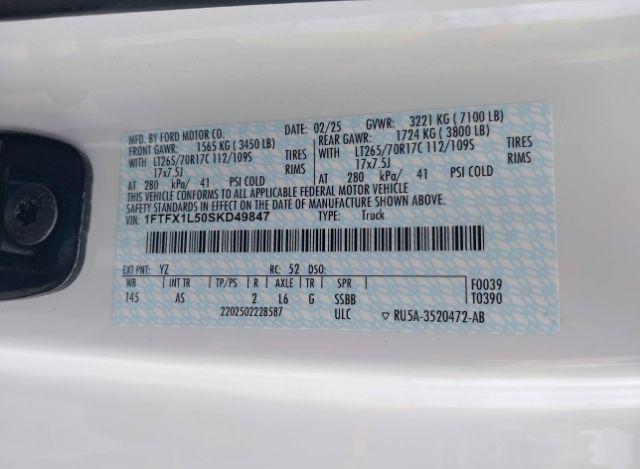 MFD. BY FORD MOTOR CO.
DATE: 02/25 GVWR: 3221 KG ( 7100 LB)
FRONT GAWR: 1565 KG ( 3450 LB)
REAR GAWR: 1724 KG ( 3800 LB)
WITH LT265/70R17C 112/109S TIRES
WITH LT265/70R17C 112/109S TIRES
17x7.5J RIMS
17x7.5J RIMS
AT 280 kPa/ 41 PSI COLD
AT 280 kPa/ 41 PSI COLD
THIS VEHICLE CONFORMS TO ALL APPLICABLE FEDERAL MOTOR VEHICLE
SAFETY STANDARDS IN EFFECT ON THE DATE OF MANUFACTURE SHOWN ABOVE.
VIN: 1FTFX1L50SKD49847 TYPE: Truck
EXT PNT: YZ RC: 52 DSO:
WB INT TR TP/PS R AXLE TR SPR
145 AS 2 L6 G SSBB
F0039
T0390
2202502228587 ULC ▽ RU5A-3520472-AB